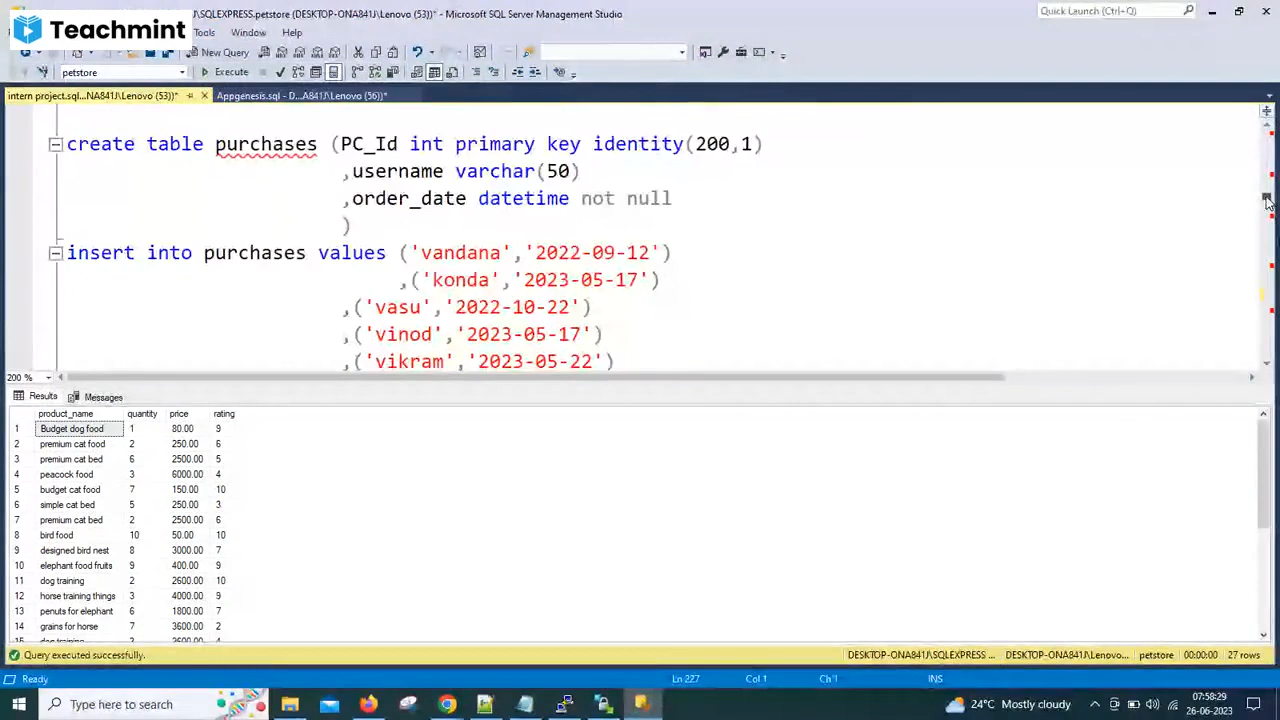 J\SQLEXPRESS.petstore (DESKTOP-ONA841J\Lenovo (53))* - Microsoft SQL Server Management Studio
Quick Launch (Ctrl+Q)
Teachmint
Tools Window Help
New Query
petstore
Execute
intern project.sql...NA841J\Lenovo (53))*
Appgenesis.sql - D...A841J\Lenovo (56))*
create table purchases (PC_Id int primary key identity(200,1)
,username varchar(50)
,order_date datetime not null
)
insert into purchases values ('vandana','2022-09-12')
,('konda','2023-05-17')
,('vasu','2022-10-22')
,('vinod','2023-05-17')
,('vikram','2023-05-22')
200 %
Results Messages
product_name quantity price rating
1 Budget dog food 1 80.00 9
2 premium cat food 2 250.00 6
3 premium cat bed 6 2500.00 5
4 peacock food 3 6000.00 4
5 budget cat food 7 150.00 10
6 simple cat bed 5 250.00 3
7 premium cat bed 2 2500.00 6
8 bird food 10 50.00 10
9 designed bird nest 8 3000.00 7
10 elephant food fruits 9 400.00 9
11 dog training 2 2600.00 10
12 horse training things 3 4000.00 9
13 penuts for elephant 6 1800.00 7
14 grains for horse 7 3600.00 2
15 dog training
Query executed successfully.
DESKTOP-ONA841J\SQLEXPRESS ... DESKTOP-ONA841J\Lenovo... petstore 00:00:00 27 rows
Ready
Ln 227 Col 1 Ch 1 INS
Type here to search
24°C Mostly cloudy
07:58:29
26-06-2023